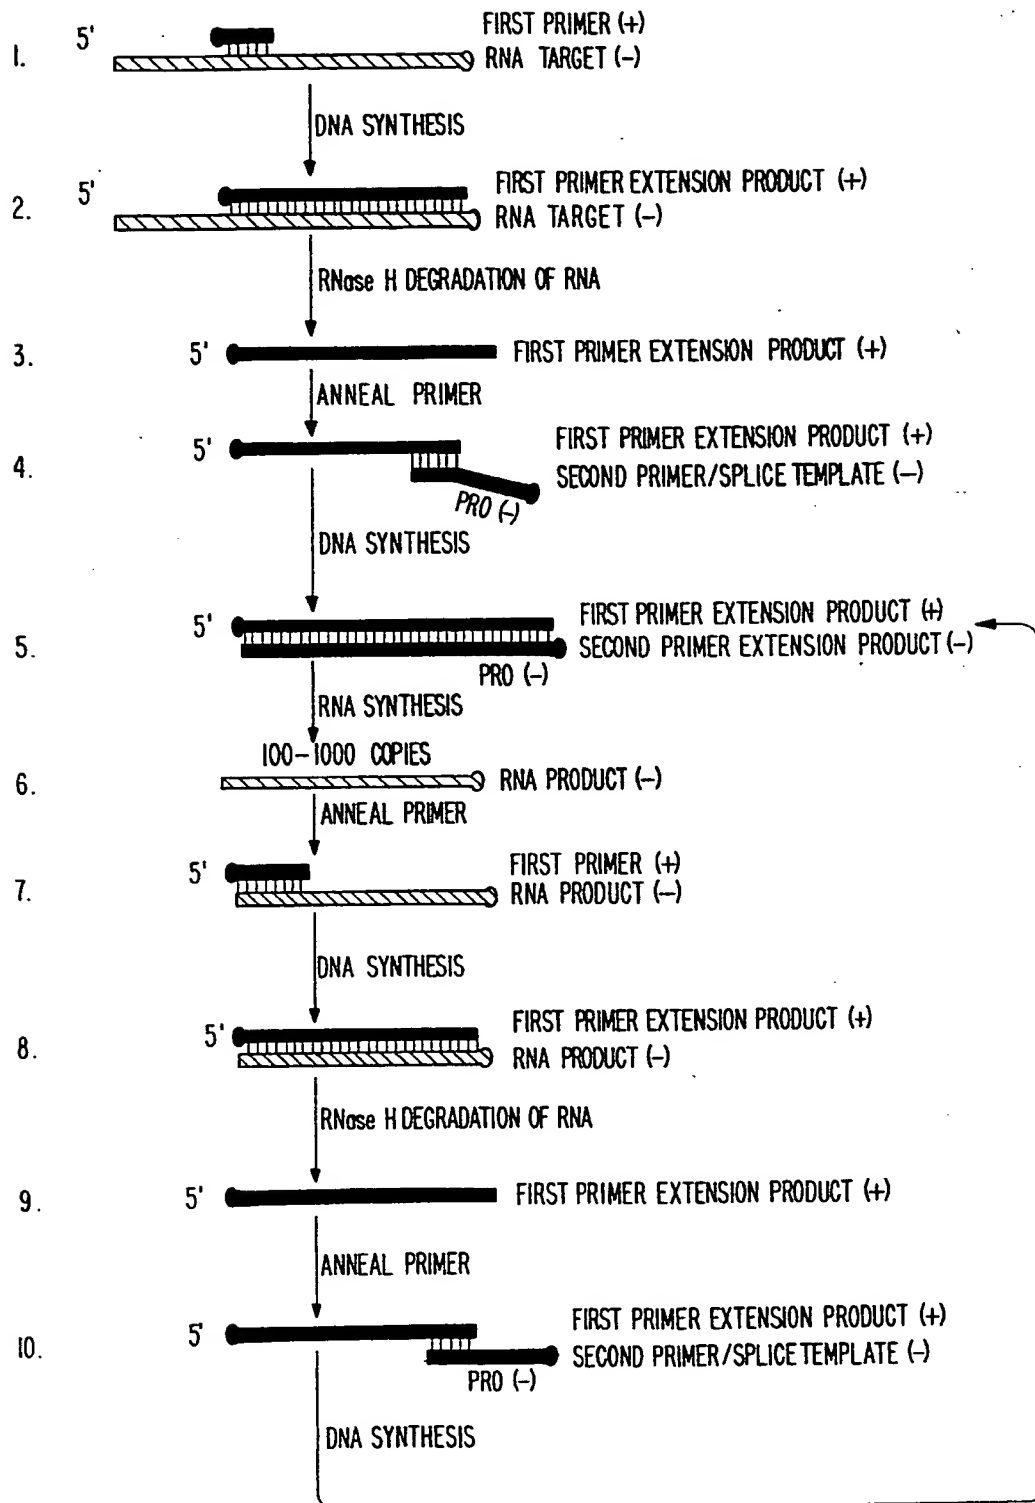 1.
5'
FIRST PRIMER (+)
RNA TARGET (-)
DNA SYNTHESIS
2.
5'
FIRST PRIMER EXTENSION PRODUCT (+)
RNA TARGET (-)
RNase H DEGRADATION OF RNA
3.
5'
FIRST PRIMER EXTENSION PRODUCT (+)
ANNEAL PRIMER
4.
5'
FIRST PRIMER EXTENSION PRODUCT (+)
SECOND PRIMER/SPLICE TEMPLATE (-)
PRO (-)
DNA SYNTHESIS
5.
5'
FIRST PRIMER EXTENSION PRODUCT (+)
SECOND PRIMER EXTENSION PRODUCT (-)
PRO (-)
RNA SYNTHESIS
100-1000 COPIES
6.
RNA PRODUCT (-)
ANNEAL PRIMER
7.
5'
FIRST PRIMER (+)
RNA PRODUCT (-)
DNA SYNTHESIS
8.
5'
FIRST PRIMER EXTENSION PRODUCT (+)
RNA PRODUCT (-)
RNase H DEGRADATION OF RNA
9.
5'
FIRST PRIMER EXTENSION PRODUCT (+)
ANNEAL PRIMER
10.
5'
FIRST PRIMER EXTENSION PRODUCT (+)
SECOND PRIMER/SPLICE TEMPLATE (-)
PRO (-)
DNA SYNTHESIS